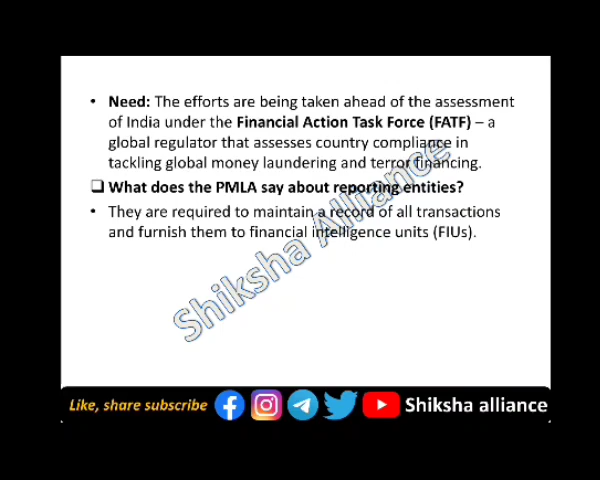 • Need: The efforts are being taken ahead of the assessment
of India under the Financial Action Task Force (FATF) – a
global regulator that assesses country compliance in
tackling global money laundering and terror financing.
❑ What does the PMLA say about reporting entities?
• They are required to maintain a record of all transactions
and furnish them to financial intelligence units (FIUs).
Shiksha Alliance
Like, share subscribe Shiksha alliance